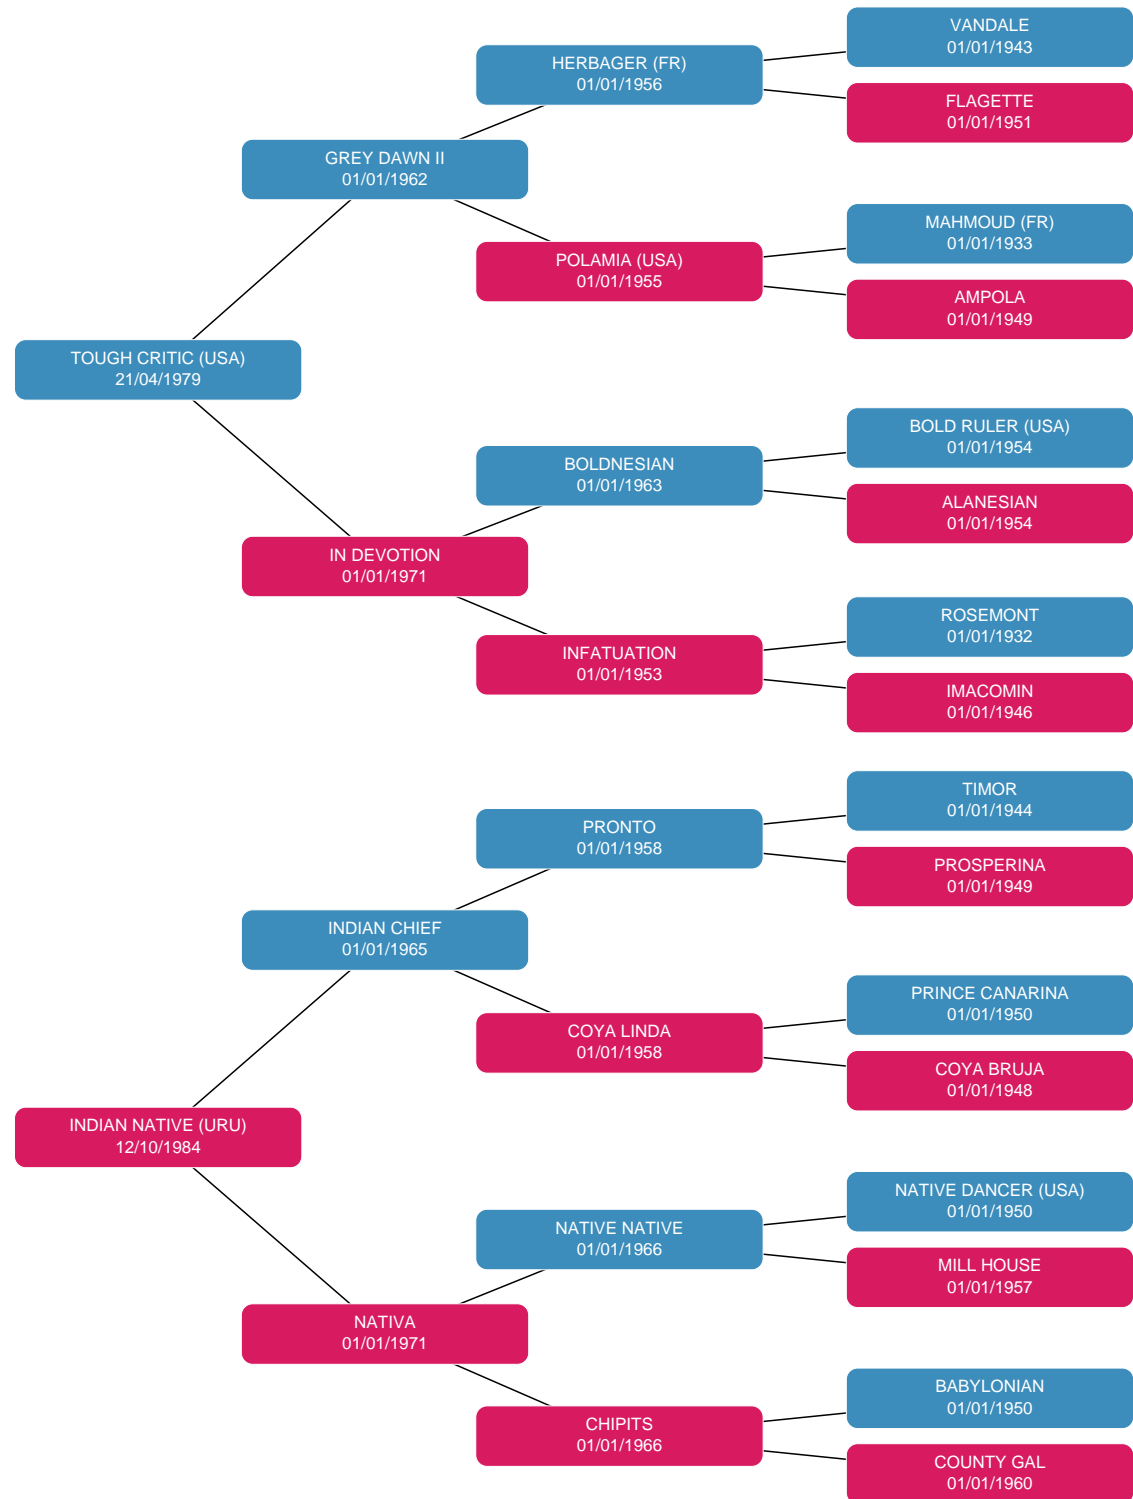 VANDALE
01/01/1943
HERBAGER (FR)
01/01/1956
FLAGETTE
01/01/1951
GREY DAWN II
01/01/1962
MAHMOUD (FR)
01/01/1933
POLAMIA (USA)
01/01/1955
AMPOLA
01/01/1949
TOUGH CRITIC (USA)
21/04/1979
BOLD RULER (USA)
01/01/1954
BOLDNESIAN
01/01/1963
ALANESIAN
01/01/1954
IN DEVOTION
01/01/1971
ROSEMONT
01/01/1932
INFATUATION
01/01/1953
IMACOMIN
01/01/1946
TIMOR
01/01/1944
PRONTO
01/01/1958
PROSPERINA
01/01/1949
INDIAN CHIEF
01/01/1965
PRINCE CANARINA
01/01/1950
COYA LINDA
01/01/1958
COYA BRUJA
01/01/1948
INDIAN NATIVE (URU)
12/10/1984
NATIVE DANCER (USA)
01/01/1950
NATIVE NATIVE
01/01/1966
MILL HOUSE
01/01/1957
NATIVA
01/01/1971
BABYLONIAN
01/01/1950
CHIPITS
01/01/1966
COUNTY GAL
01/01/1960